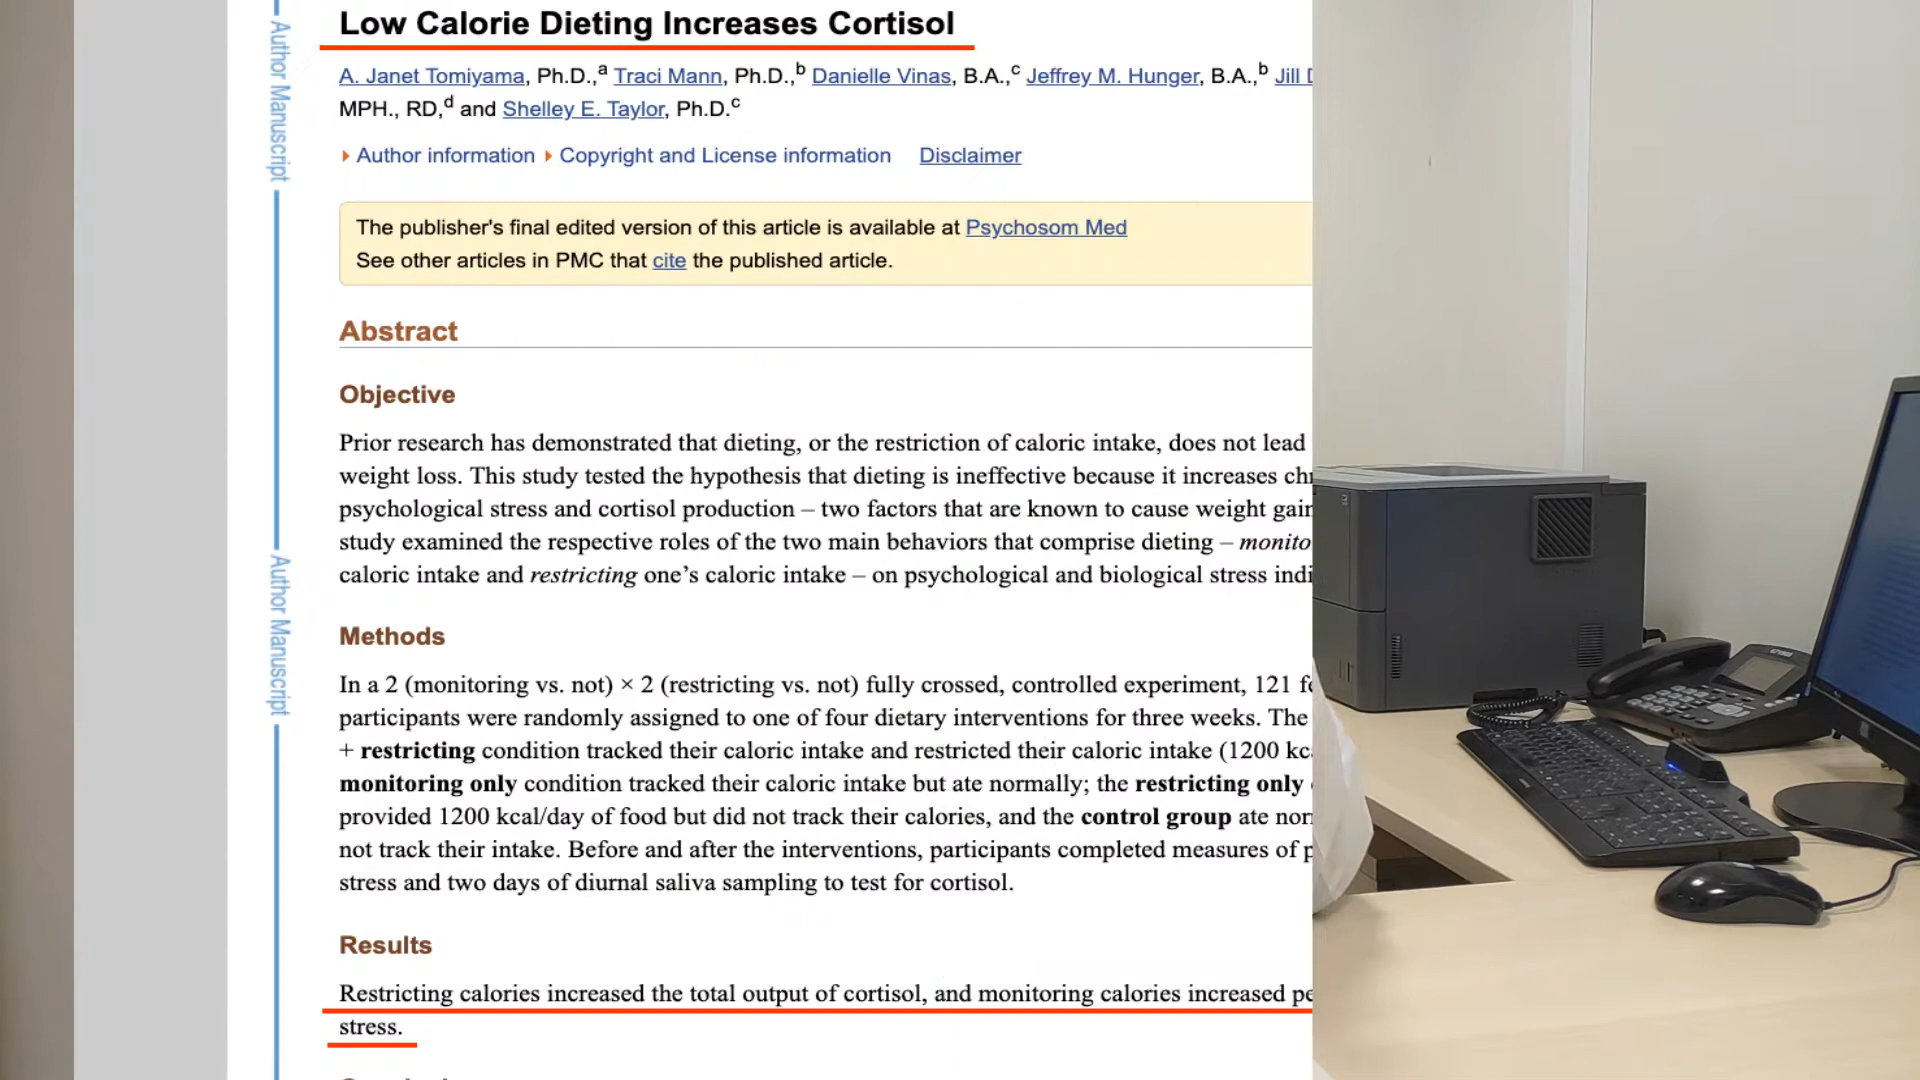 Low Calorie Dieting Increases Cortisol
A. Janet Tomiyama, Ph.D.,a Traci Mann, Ph.D.,b Danielle Vinas, B.A.,c Jeffrey M. Hunger, B.A.,b Jill
MPH., RD,d and Shelley E. Taylor, Ph.D.c
Author information Copyright and License information Disclaimer
The publisher's final edited version of this article is available at Psychosom Med
See other articles in PMC that cite the published article.
Abstract
Objective
Prior research has demonstrated that dieting, or the restriction of caloric intake, does not lead
weight loss. This study tested the hypothesis that dieting is ineffective because it increases
psychological stress and cortisol production – two factors that are known to cause weight
study examined the respective roles of the two main behaviors that comprise dieting –
caloric intake and restricting one's caloric intake – on psychological and biological stress
Methods
In a 2 (monitoring vs. not) × 2 (restricting vs. not) fully crossed, controlled experiment, 121
participants were randomly assigned to one of four dietary interventions for three weeks. The
+ restricting condition tracked their caloric intake and restricted their caloric intake (1200
monitoring only condition tracked their caloric intake but ate normally; the restricting only
provided 1200 kcal/day of food but did not track their calories, and the control group ate
not track their intake. Before and after the interventions, participants completed measures of
stress and two days of diurnal saliva sampling to test for cortisol.
Results
Restricting calories increased the total output of cortisol, and monitoring calories increased
stress.
Author Manuscript
Author Manuscript